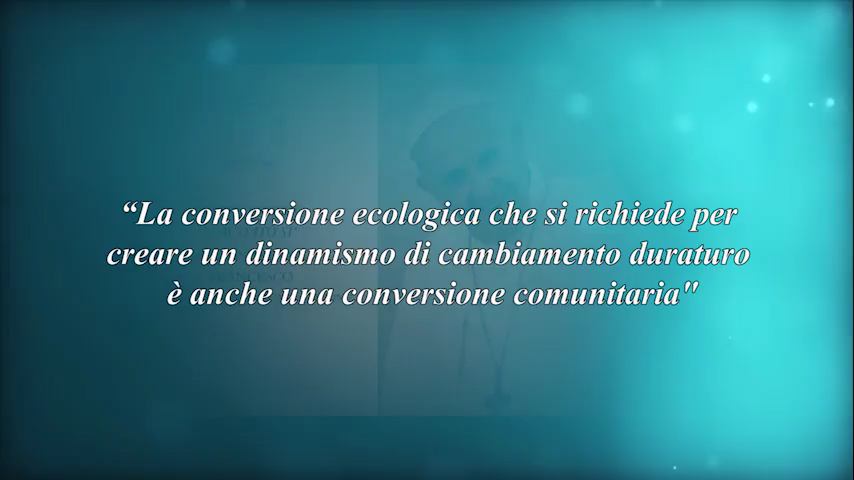 “La conversione ecologica che si richiede per
creare un dinamismo di cambiamento duraturo
è anche una conversione comunitaria"